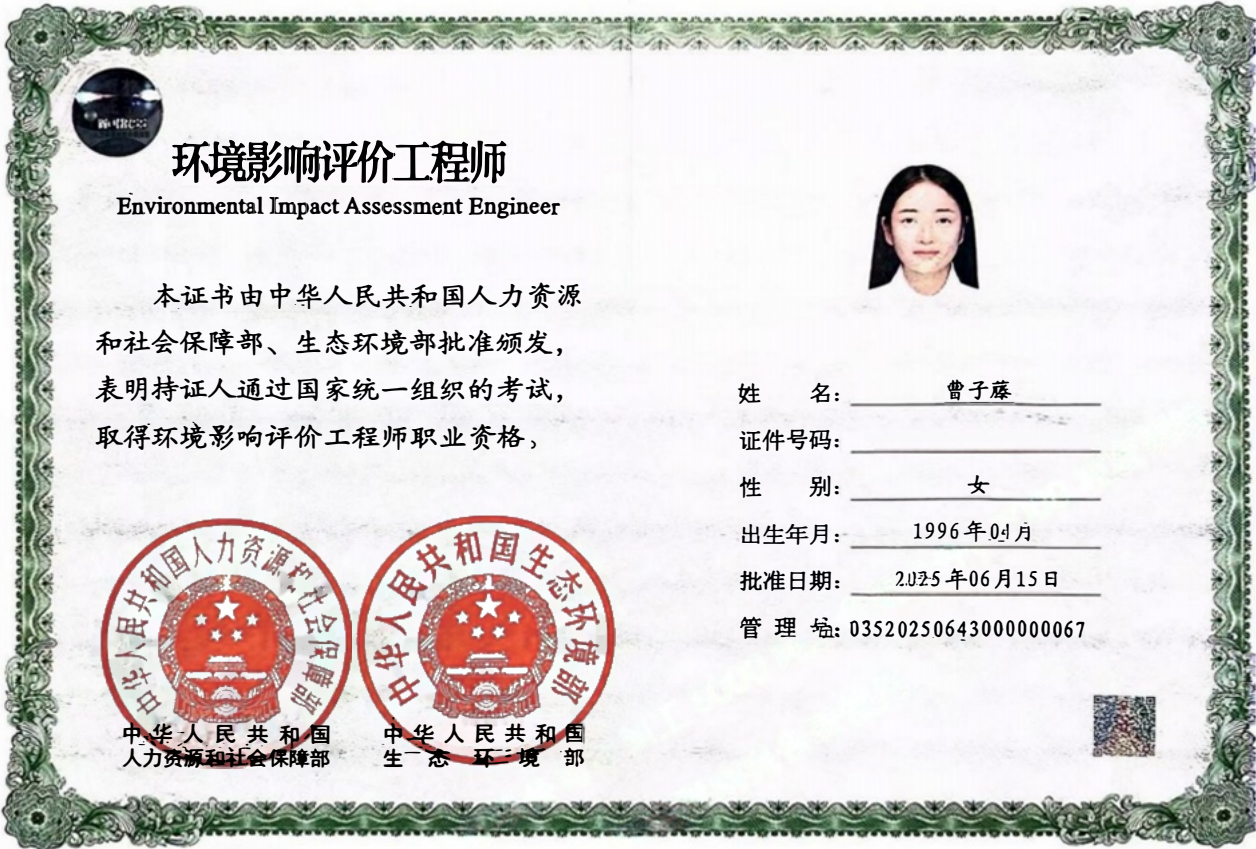 环境影响评价工程师
Environmental Impact Assessment Engineer
本证书由中华人民共和国人力资源
和社会保障部、生态环境部批准颁发，
表明持证人通过国家统一组织的考试，
取得环境影响评价工程师职业资格。
中华人民共和国人力资源和社会保障部
中华人民共和国生态环境部
中华人民共和国
人力资源和社会保障部
中华人民共和国
生态环境部
姓名：曾子藤
证件号码：
性别：女
出生年月：1996年04月
批准日期：2025年06月15日
管理号：03520250643000000067